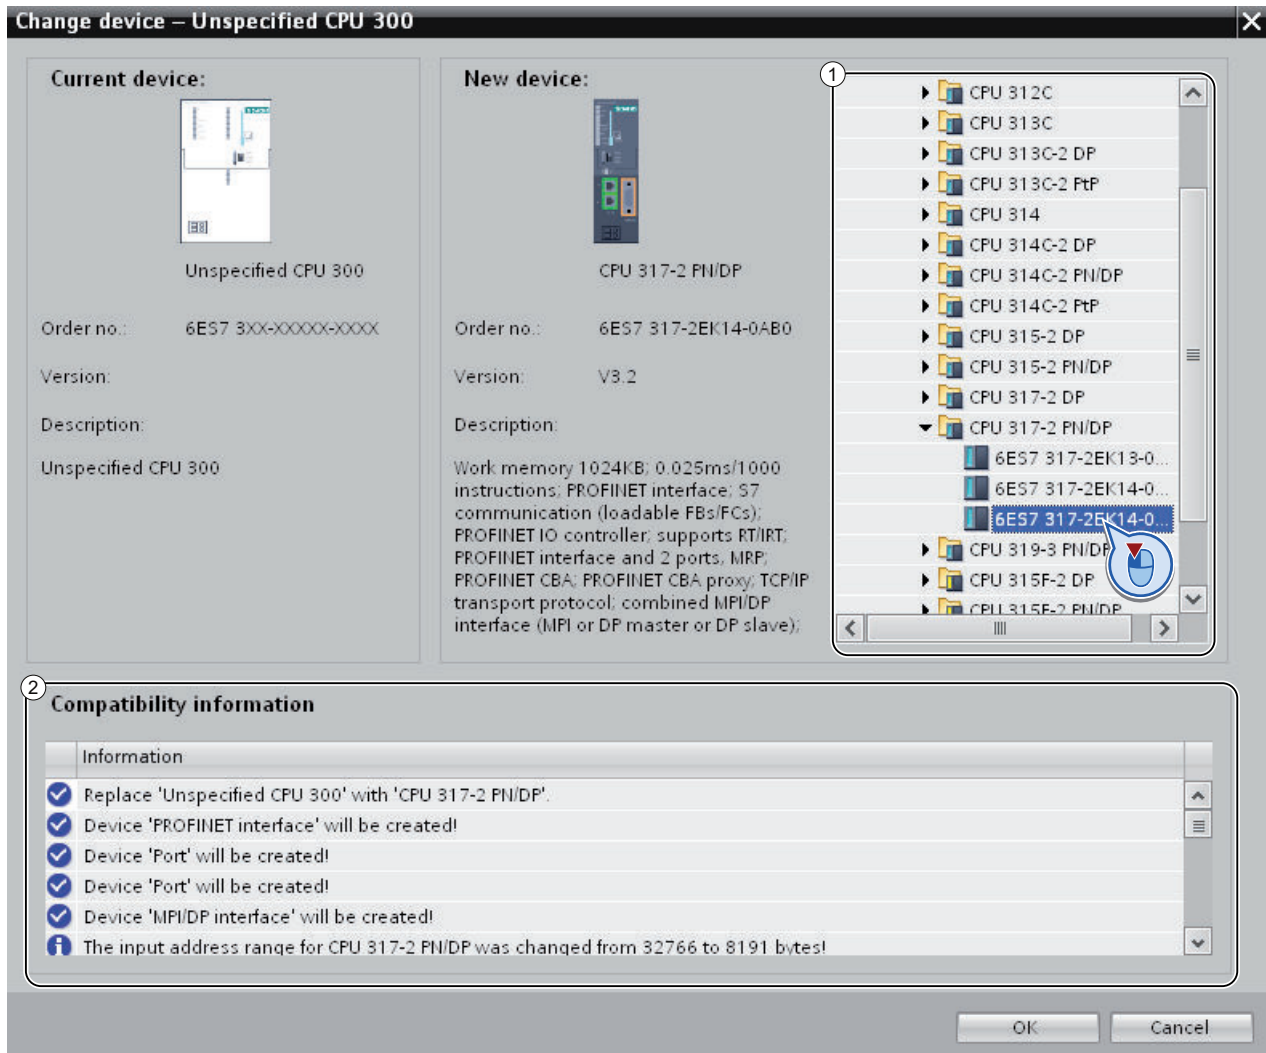 Change device – Unspecified CPU 300
Current device:
Unspecified CPU 300
Order no.: 6ES7 3XX-XXXXX-XXXX
Version:
Description:
Unspecified CPU 300
New device:
CPU 317-2 PN/DP
Order no.: 6ES7 317-2EK14-0AB0
Version: V3.2
Description:
Work memory 1024KB; 0.025ms/1000
instructions; PROFINET interface; S7
communication (loadable FBs/FCs);
PROFINET IO controller; supports RT/IRT;
PROFINET interface and 2 ports, MRP;
PROFINET CBA; PROFINET CBA proxy; TCP/IP
transport protocol; combined MPI/DP
interface (MPI or DP master or DP slave);
1
CPU 312C
CPU 313C
CPU 313C-2 DP
CPU 313C-2 PtP
CPU 314
CPU 314C-2 DP
CPU 314C-2 PN/DP
CPU 314C-2 PtP
CPU 315-2 DP
CPU 315-2 PN/DP
CPU 317-2 DP
CPU 317-2 PN/DP
6ES7 317-2EK13-0...
6ES7 317-2EK14-0...
6ES7 317-2EK14-0...
CPU 319-3 PN/DP
CPU 315F-2 DP
CPU 315F-2 PN/DP
2
Compatibility information
Information
Replace 'Unspecified CPU 300' with 'CPU 317-2 PN/DP'.
Device 'PROFINET interface' will be created!
Device 'Port' will be created!
Device 'Port' will be created!
Device 'MPI/DP interface' will be created!
The input address range for CPU 317-2 PN/DP was changed from 32766 to 8191 bytes!
OK
Cancel